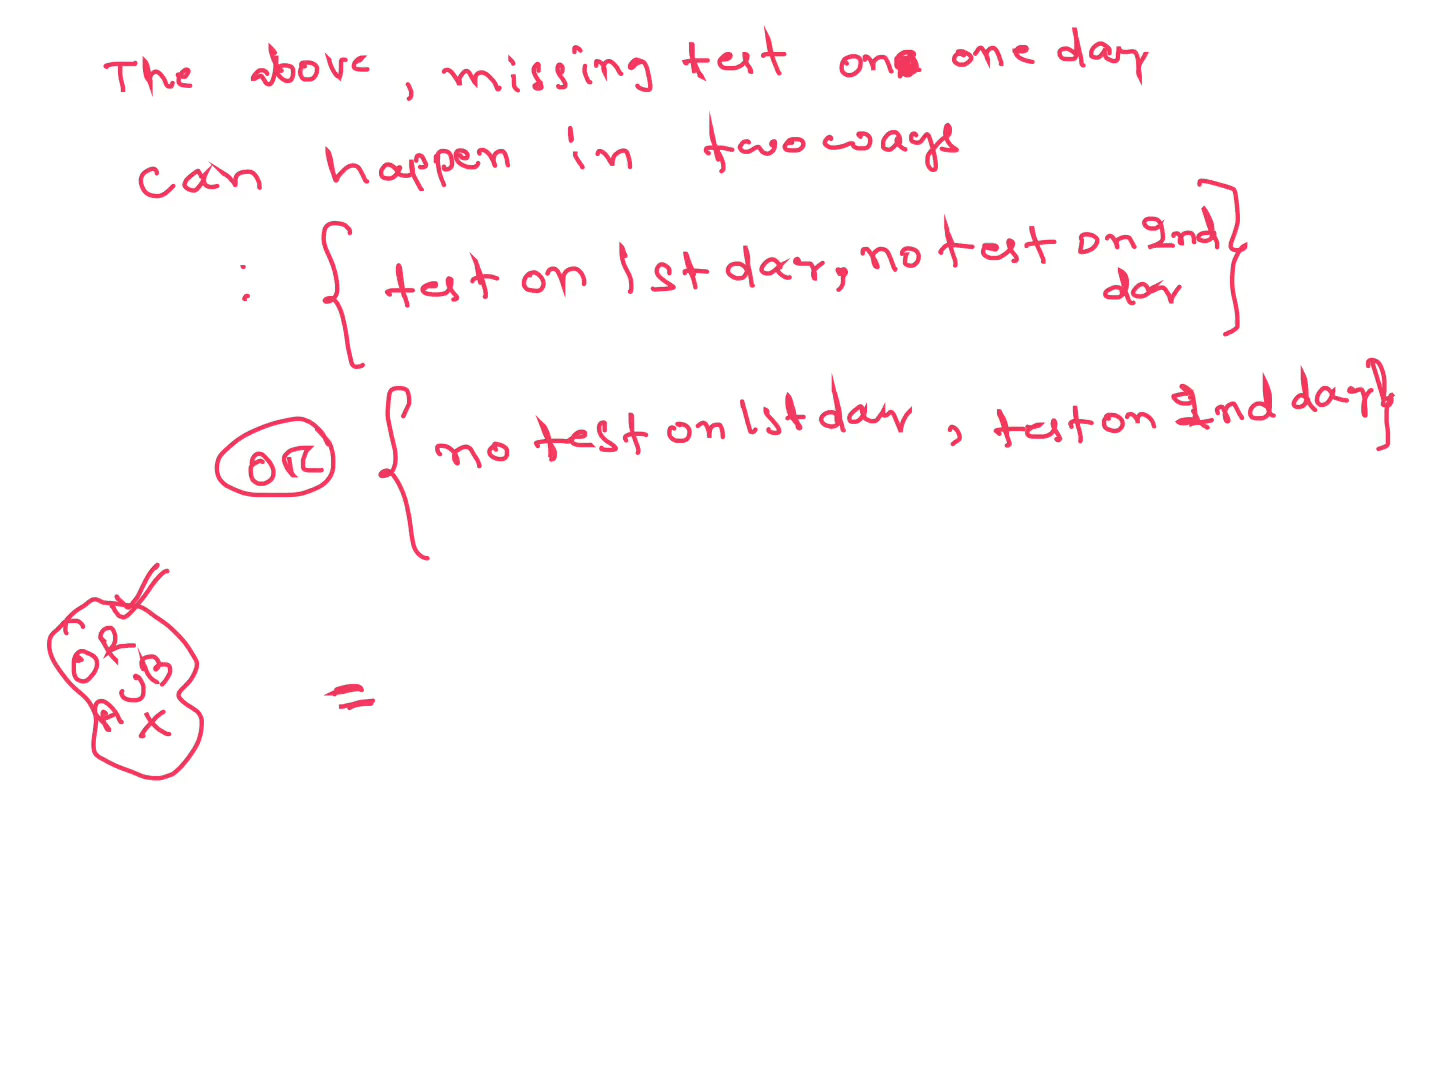 The above, missing test on one day
can happen in two ways
: { test on 1st day, no test on 2nd
day }
OR { no test on 1st day, test on 2nd day }
OR
A ∪ B
X
=